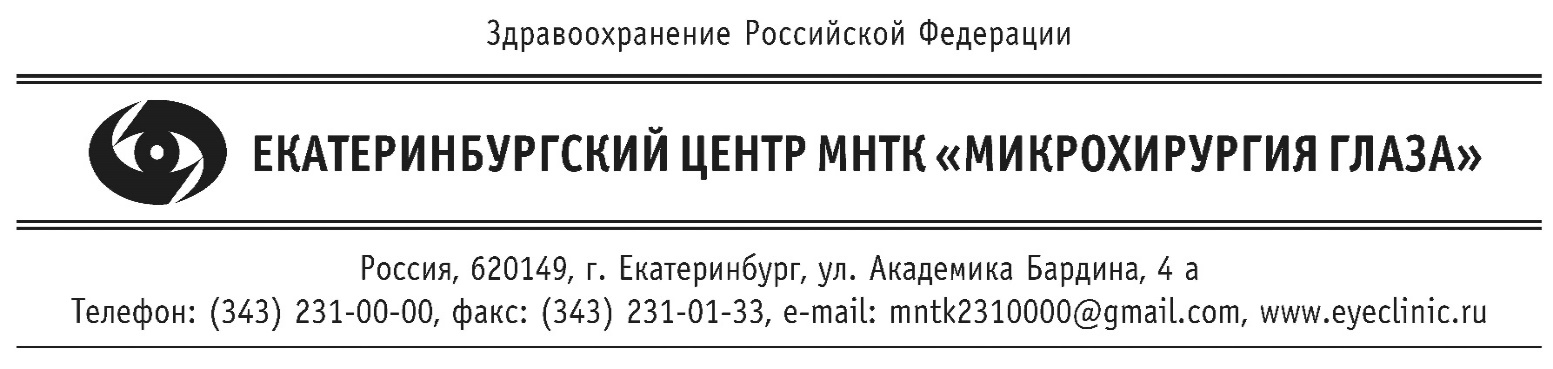 Здравоохранение Российской Федерации
ЕКАТЕРИНБУРГСКИЙ ЦЕНТР МНТК «МИКРОХИРУРГИЯ ГЛАЗА»
Россия, 620149, г. Екатеринбург, ул. Академика Бардина, 4 а
Телефон: (343) 231-00-00, факс: (343) 231-01-33, e-mail: mntk2310000@gmail.com, www.eyeclinic.ru